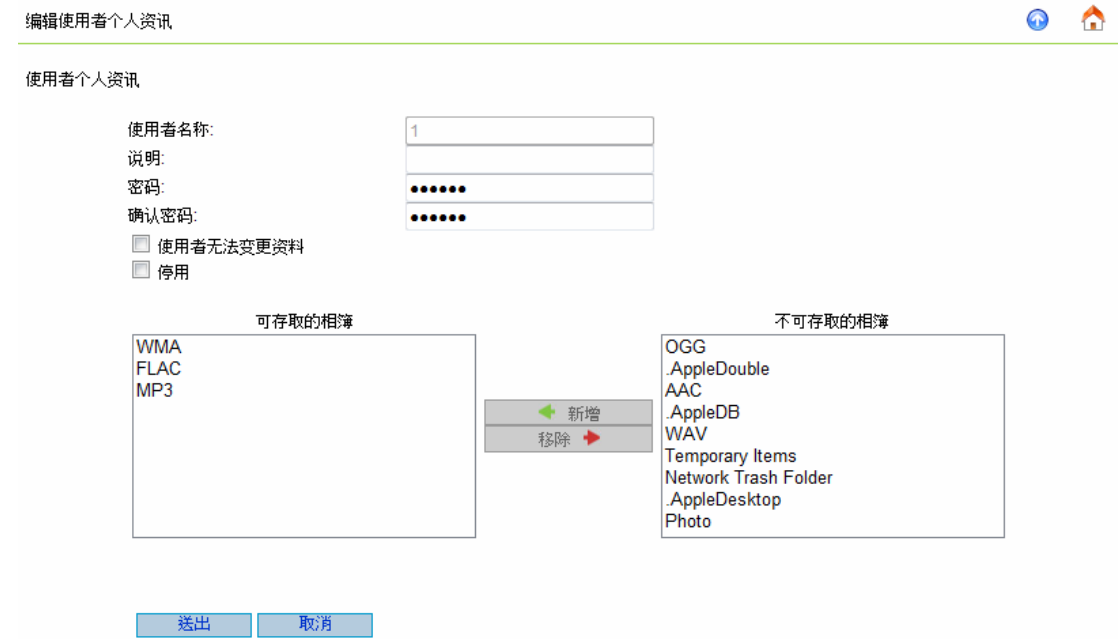 编辑使用者个人资讯
使用者个人资讯
使用者名称: 1
说明:
密码: ●●●●●●
确认密码: ●●●●●●
使用者无法变更资料
停用
可存取的相簿
WMA
FLAC
MP3
新增
移除
不可存取的相簿
OGG
.AppleDouble
AAC
.AppleDB
WAV
Temporary Items
Network Trash Folder
.AppleDesktop
Photo
送出 取消